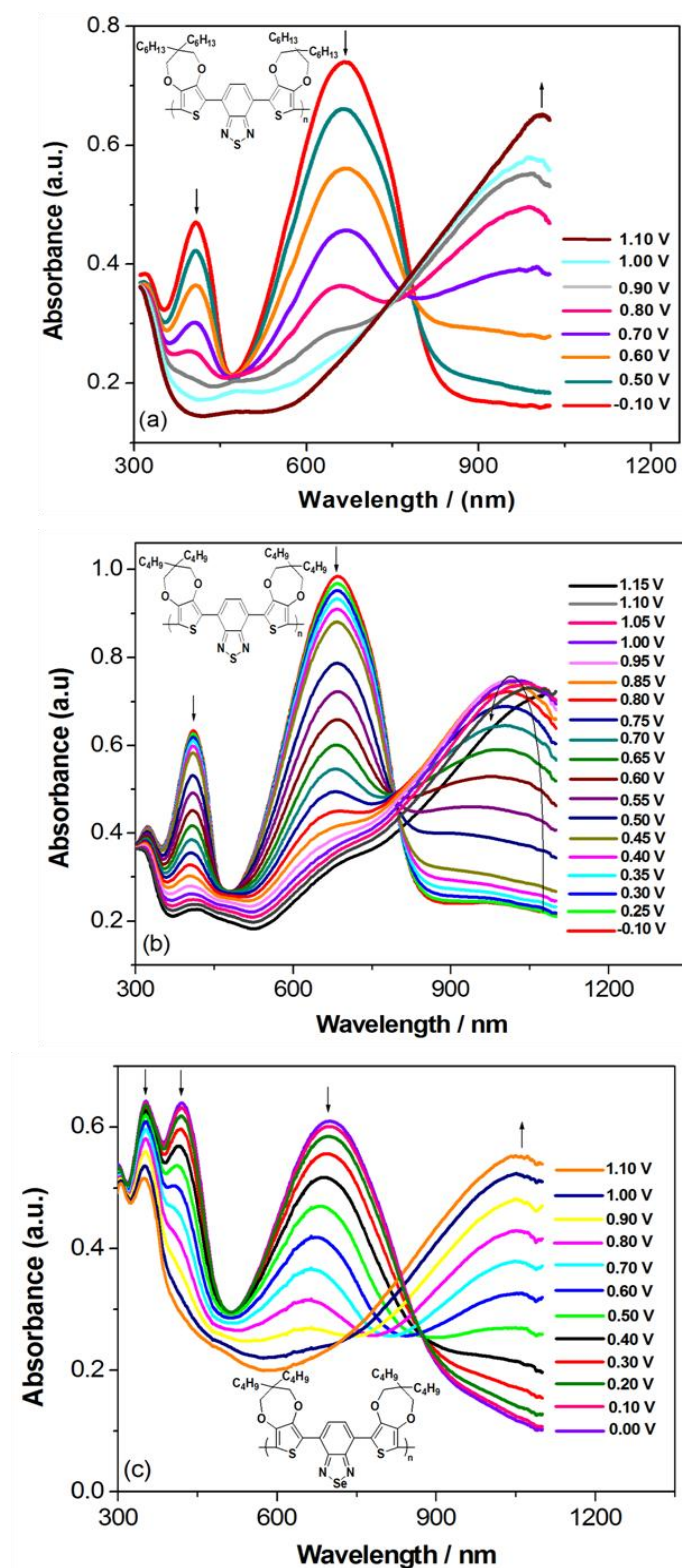 C6H13
C6H13
C6H13
C6H13
O
O
O
O
S
S
n
N
N
S
Absorbance (a.u.)
0.8
0.6
0.4
0.2
1.10 V
1.00 V
0.90 V
0.80 V
0.70 V
0.60 V
0.50 V
-0.10 V
(a)
300
600
900
1200
Wavelength / (nm)
C4H9
C4H9
C4H9
C4H9
O
O
O
O
S
S
n
N
N
S
Absorbance (a.u)
1.0
0.8
0.6
0.4
0.2
1.15 V
1.10 V
1.05 V
1.00 V
0.95 V
0.85 V
0.80 V
0.75 V
0.70 V
0.65 V
0.60 V
0.55 V
0.50 V
0.45 V
0.40 V
0.35 V
0.30 V
0.25 V
-0.10 V
(b)
300
600
900
1200
Wavelength / nm
Absorbance (a.u.)
0.6
0.4
0.2
0.0
1.10 V
1.00 V
0.90 V
0.80 V
0.70 V
0.60 V
0.50 V
0.40 V
0.30 V
0.20 V
0.10 V
0.00 V
C4H9
C4H9
C4H9
C4H9
O
O
O
O
S
S
n
N
N
Se
(c)
300
600
900
1200
Wavelength / nm